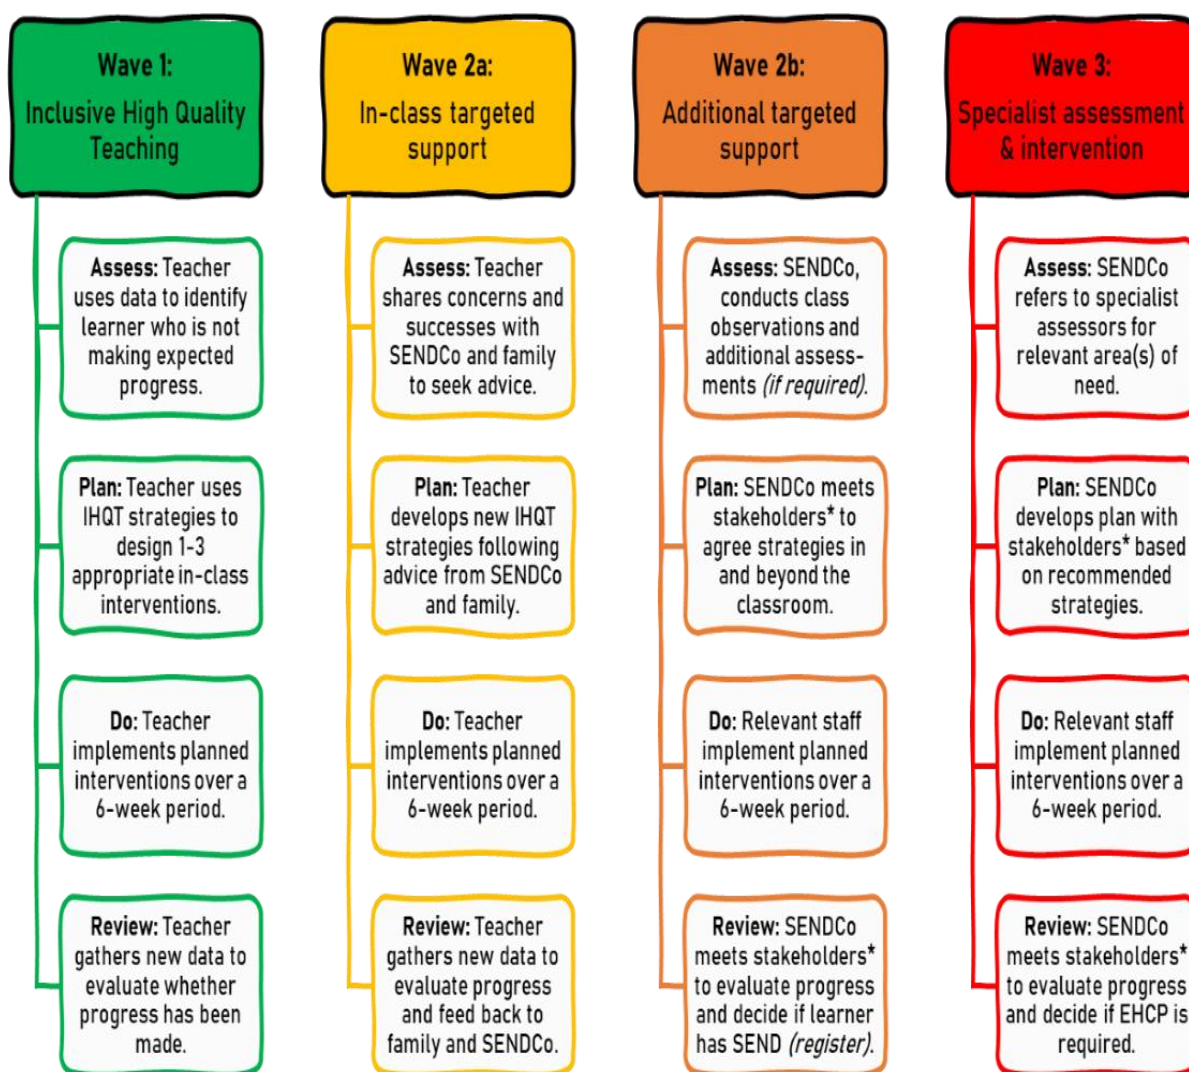 Wave 1:
Inclusive High Quality
Teaching
Assess: Teacher
uses data to identify
learner who is not
making expected
progress.
Plan: Teacher uses
IHQT strategies to
design 1-3
appropriate in-class
interventions.
Do: Teacher
implements planned
interventions over a
6-week period.
Review: Teacher
gathers new data to
evaluate whether
progress has been
made.
Wave 2a:
In-class targeted
support
Assess: Teacher
shares concerns and
successes with
SENDCo and family
to seek advice.
Plan: Teacher
develops new IHQT
strategies following
advice from SENDCo
and family.
Do: Teacher
implements planned
interventions over a
6-week period.
Review: Teacher
gathers new data to
evaluate progress
and feed back to
family and SENDCo.
Wave 2b:
Additional targeted
support
Assess: SENDCo,
conducts class
observations and
additional assess-
ments (if required).
Plan: SENDCo meets
stakeholders* to
agree strategies in
and beyond the
classroom.
Do: Relevant staff
implement planned
interventions over a
6-week period.
Review: SENDCo
meets stakeholders*
to evaluate progress
and decide if learner
has SEND (register).
Wave 3:
Specialist assessment
& intervention
Assess: SENDCo
refers to specialist
assessors for
relevant area(s) of
need.
Plan: SENDCo
develops plan with
stakeholders* based
on recommended
strategies.
Do: Relevant staff
implement planned
interventions over a
6-week period.
Review: SENDCo
meets stakeholders*
to evaluate progress
and decide if EHCP is
required.